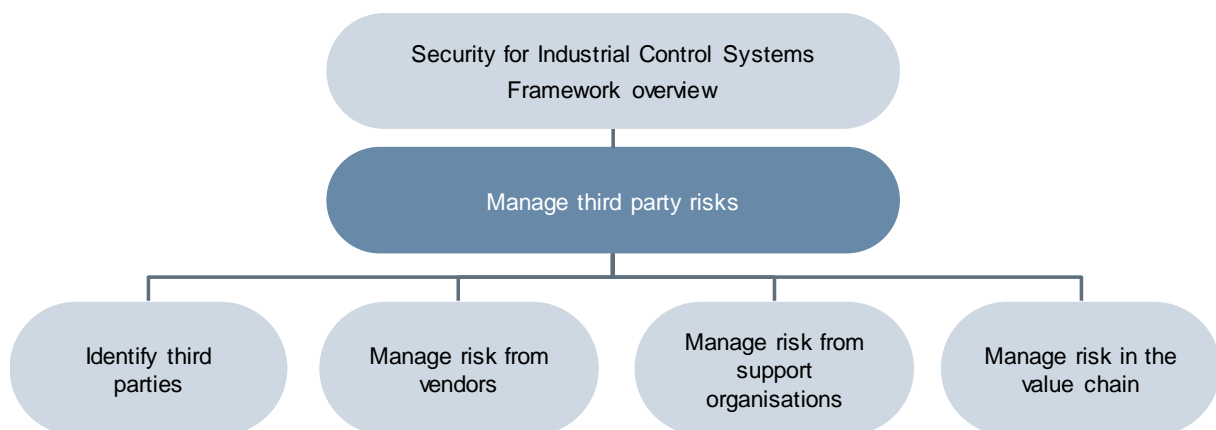 Security for Industrial Control Systems
Framework overview
Manage third party risks
Identify third
parties
Manage risk from
vendors
Manage risk from
support
organisations
Manage risk in the
value chain